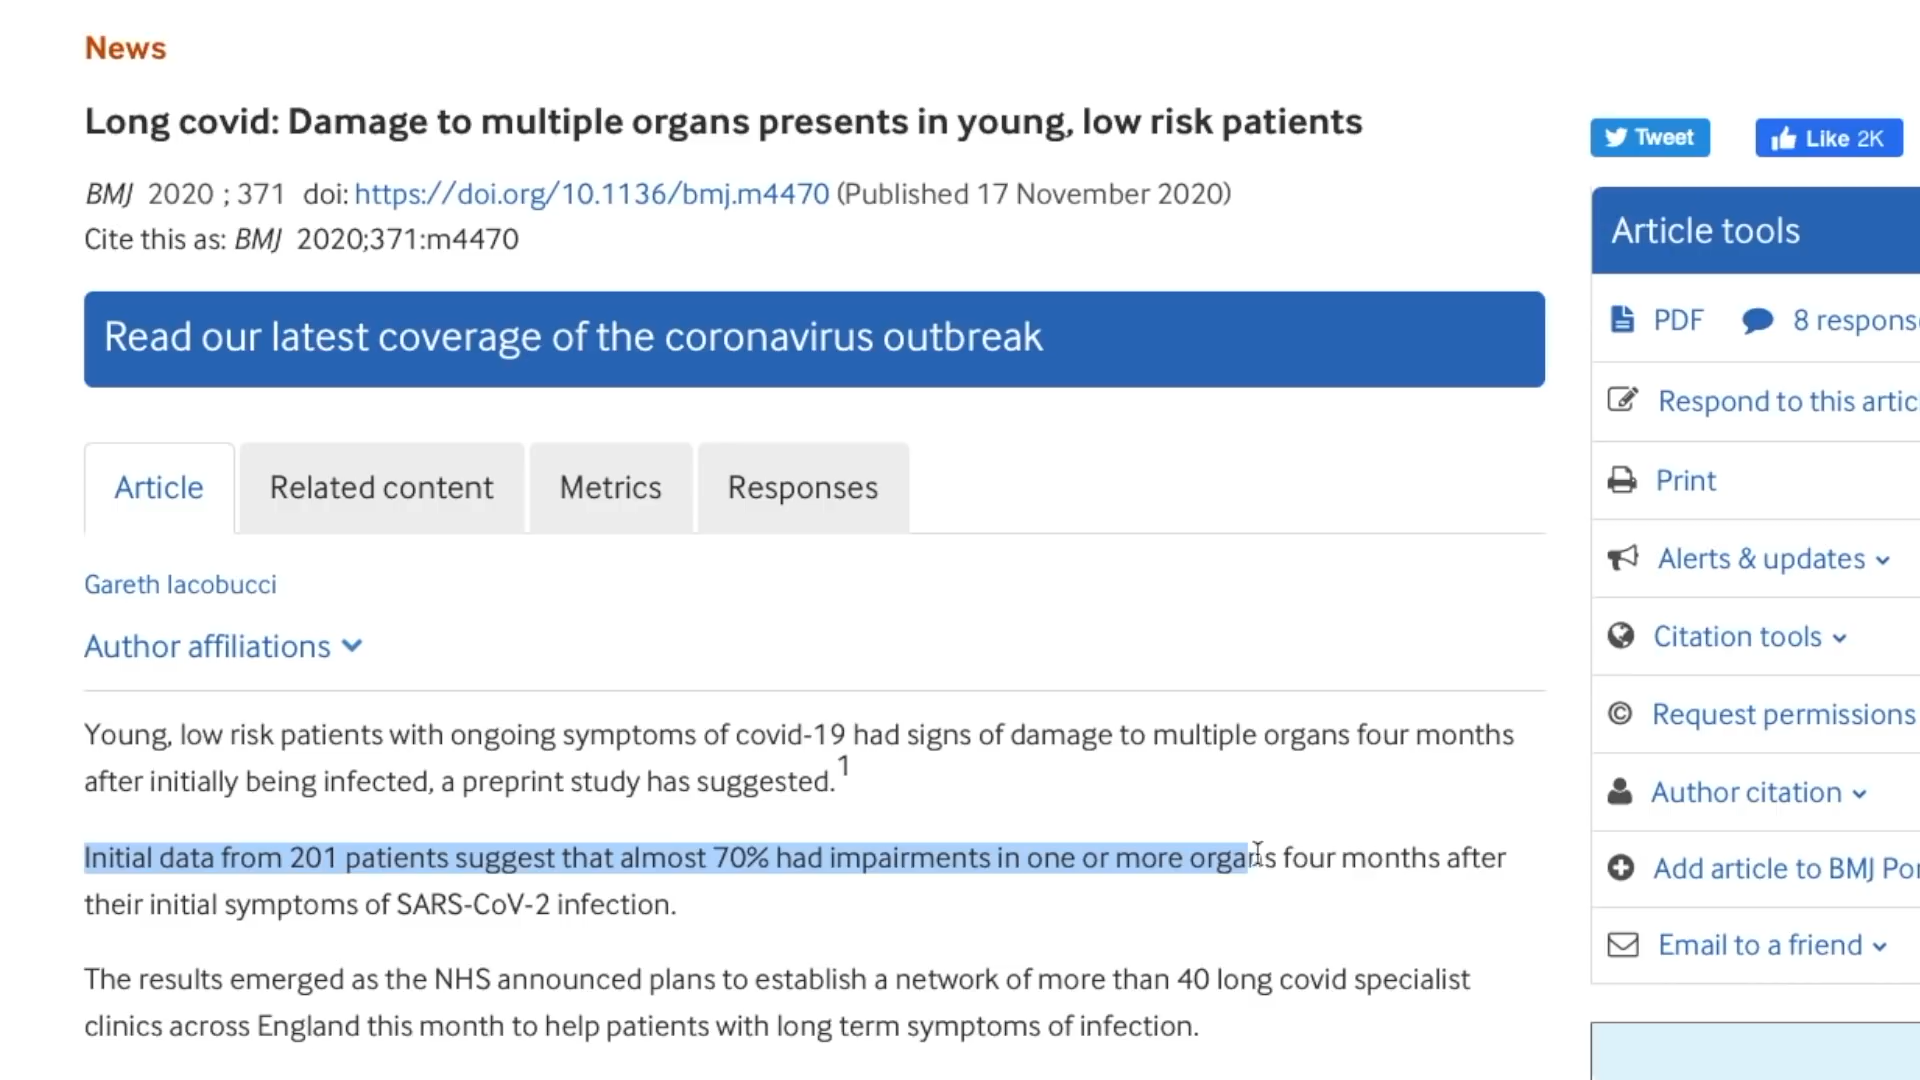 News
Long covid: Damage to multiple organs presents in young, low risk patients
BMJ 2020 ; 371 doi: https://doi.org/10.1136/bmj.m4470 (Published 17 November 2020)
Cite this as: BMJ 2020;371:m4470
Read our latest coverage of the coronavirus outbreak
Article Related content Metrics Responses
Gareth Iacobucci
Author affiliations
Young, low risk patients with ongoing symptoms of covid-19 had signs of damage to multiple organs four months
after initially being infected, a preprint study has suggested.1
Initial data from 201 patients suggest that almost 70% had impairments in one or more organs four months after
their initial symptoms of SARS-CoV-2 infection.
The results emerged as the NHS announced plans to establish a network of more than 40 long covid specialist
clinics across England this month to help patients with long term symptoms of infection.
Tweet Like 2K
Article tools
PDF 8
Respond to this
Print
Alerts & updates
Citation tools
Request permissions
Author citation
Add article to BMJ
Email to a friend